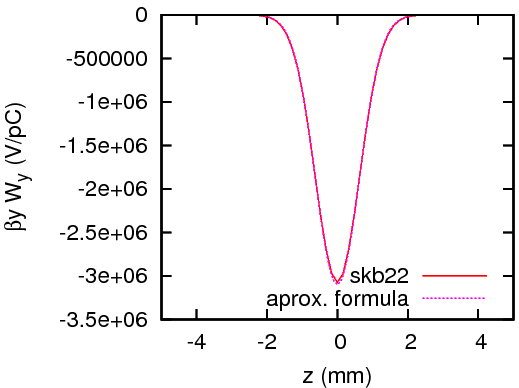 0
-500000
-1e+06
-1.5e+06
-2e+06
-2.5e+06
-3e+06
-3.5e+06
βy Wy (V/pC)
skb22
aprox. formula
-4 -2 0 2 4
z (mm)